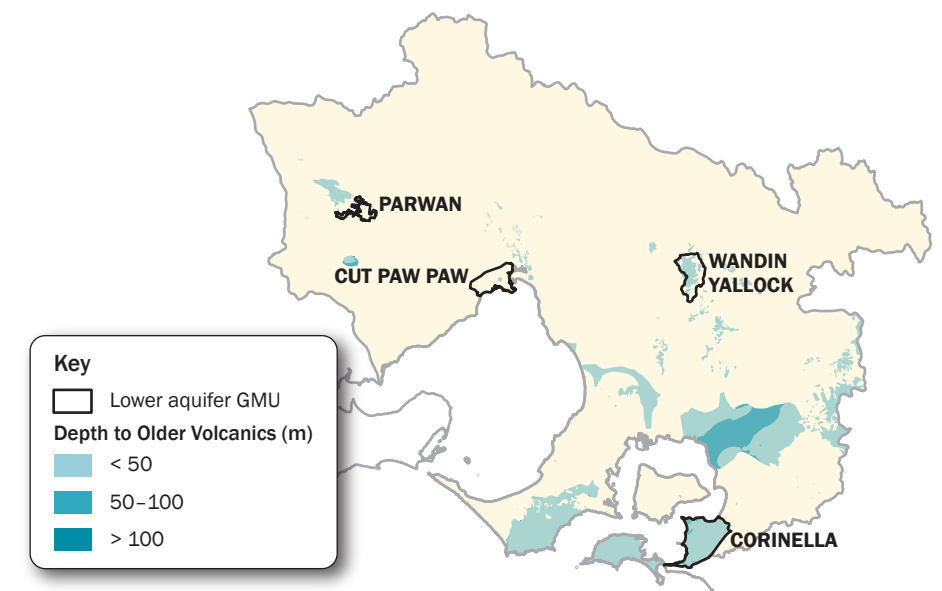 PARWAN
CUT PAW PAW
WANDIN
YALLOCK
CORINELLA
Key
Lower aquifer GMU
Depth to Older Volcanics (m)
< 50
50–100
> 100